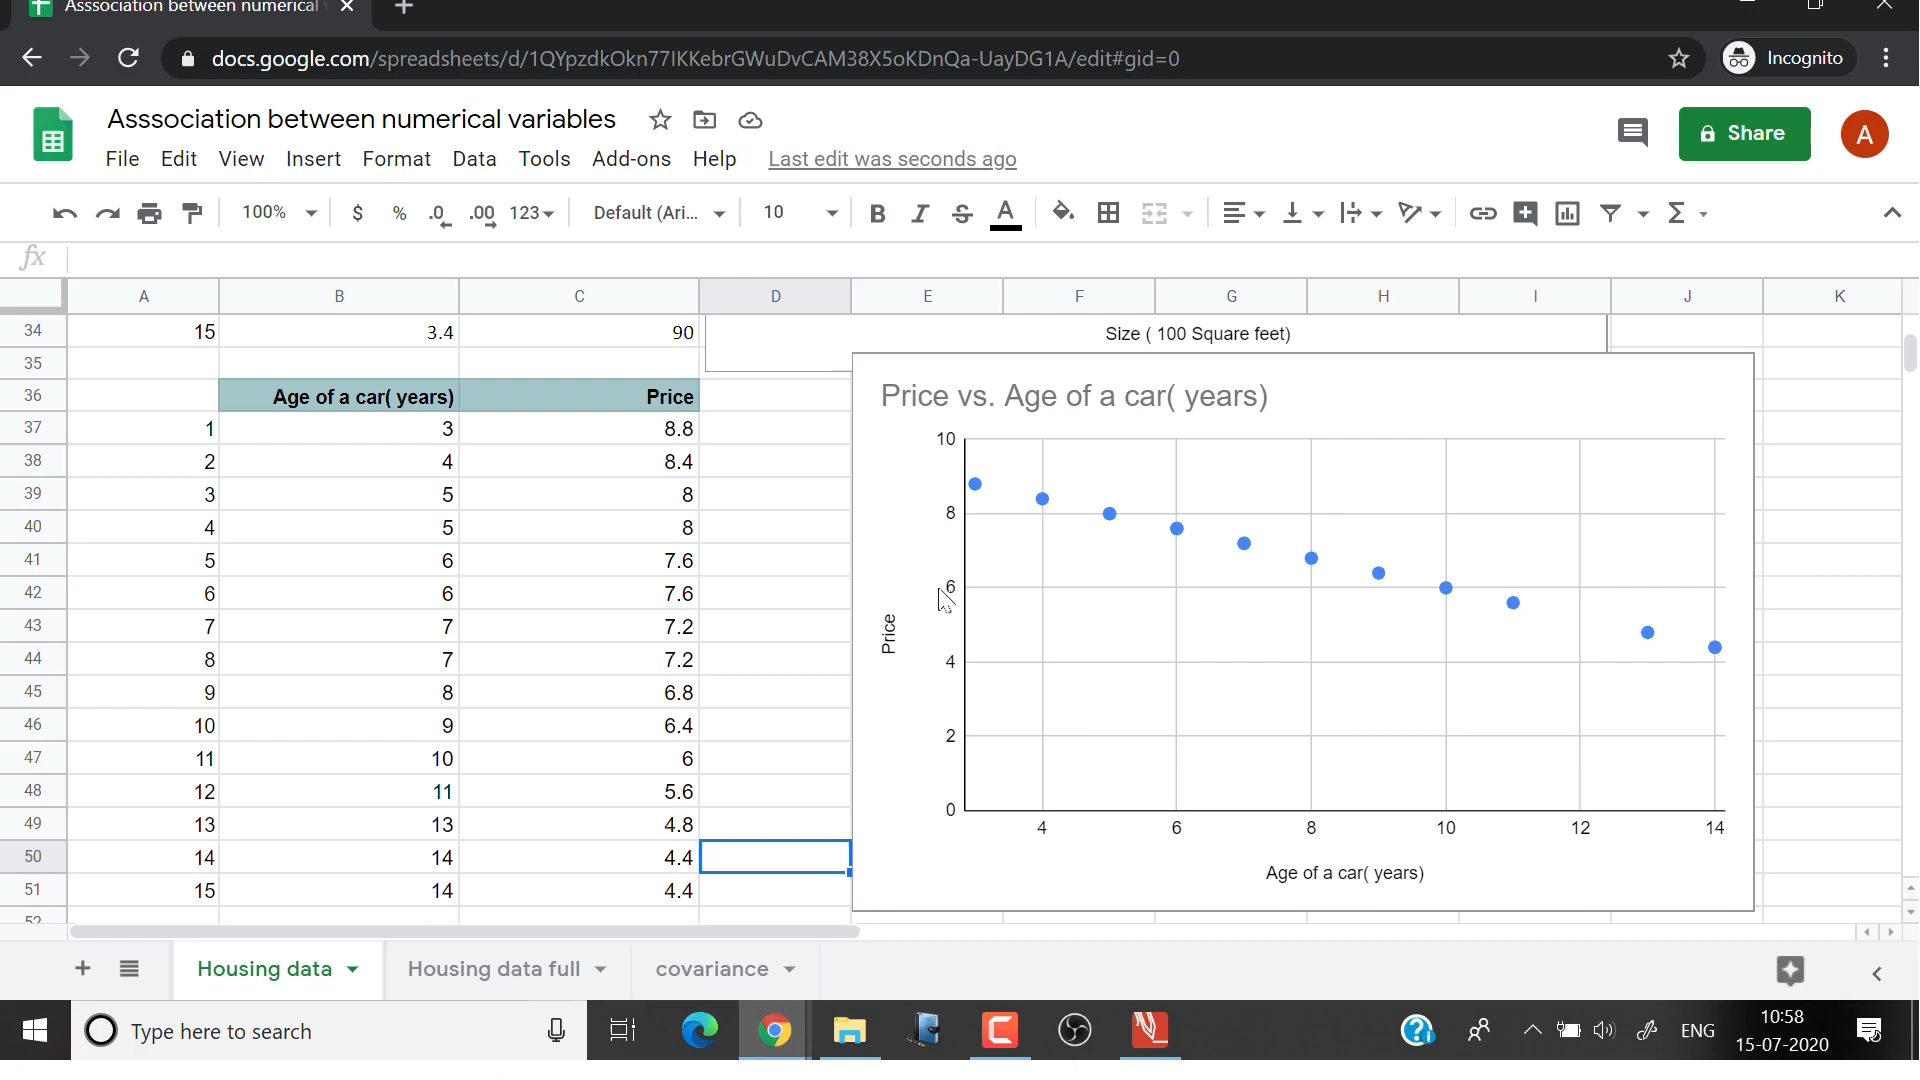 Asssociation between numerical
docs.google.com/spreadsheets/d/1QYpzdkOkn77IKKebrGWuDvCAM38X5oKDnQa-UayDG1A/edit#gid=0
Incognito
Asssociation between numerical variables
Share
A
File Edit View Insert Format Data Tools Add-ons Help Last edit was seconds ago
100% $ % .0 .00 123 Default (Ari... 10 B I S A Σ
fx
A B C D E F G H I J K
34 15 3.4 90
Size ( 100 Square feet)
35
36 Age of a car( years) Price
37 1 3 8.8
38 2 4 8.4
39 3 5 8
40 4 5 8
41 5 6 7.6
42 6 6 7.6
43 7 7 7.2
44 8 7 7.2
45 9 8 6.8
46 10 9 6.4
47 11 10 6
48 12 11 5.6
49 13 13 4.8
50 14 14 4.4
51 15 14 4.4
52
Price vs. Age of a car( years)
10
8
6
4
2
0
Price
4 6 8 10 12 14
Age of a car( years)
Housing data Housing data full covariance
Type here to search
ENG
10:58
15-07-2020